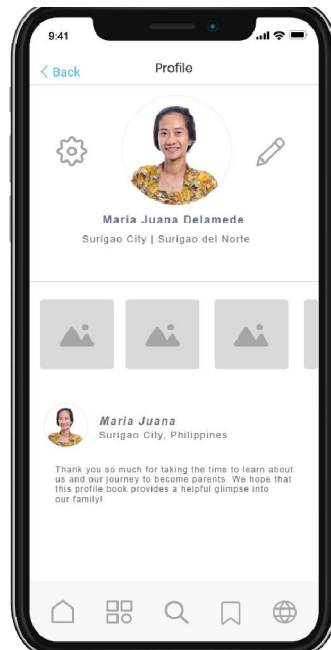 9:41
Back
Profile
Maria Juana Delamede
Surigao City | Surigao del Norte
Maria Juana
Surigao City, Philippines
Thank you so much for taking the time to learn about
us and our journey to become parents. We hope that
this profile book provides a helpful glimpse into
our family!